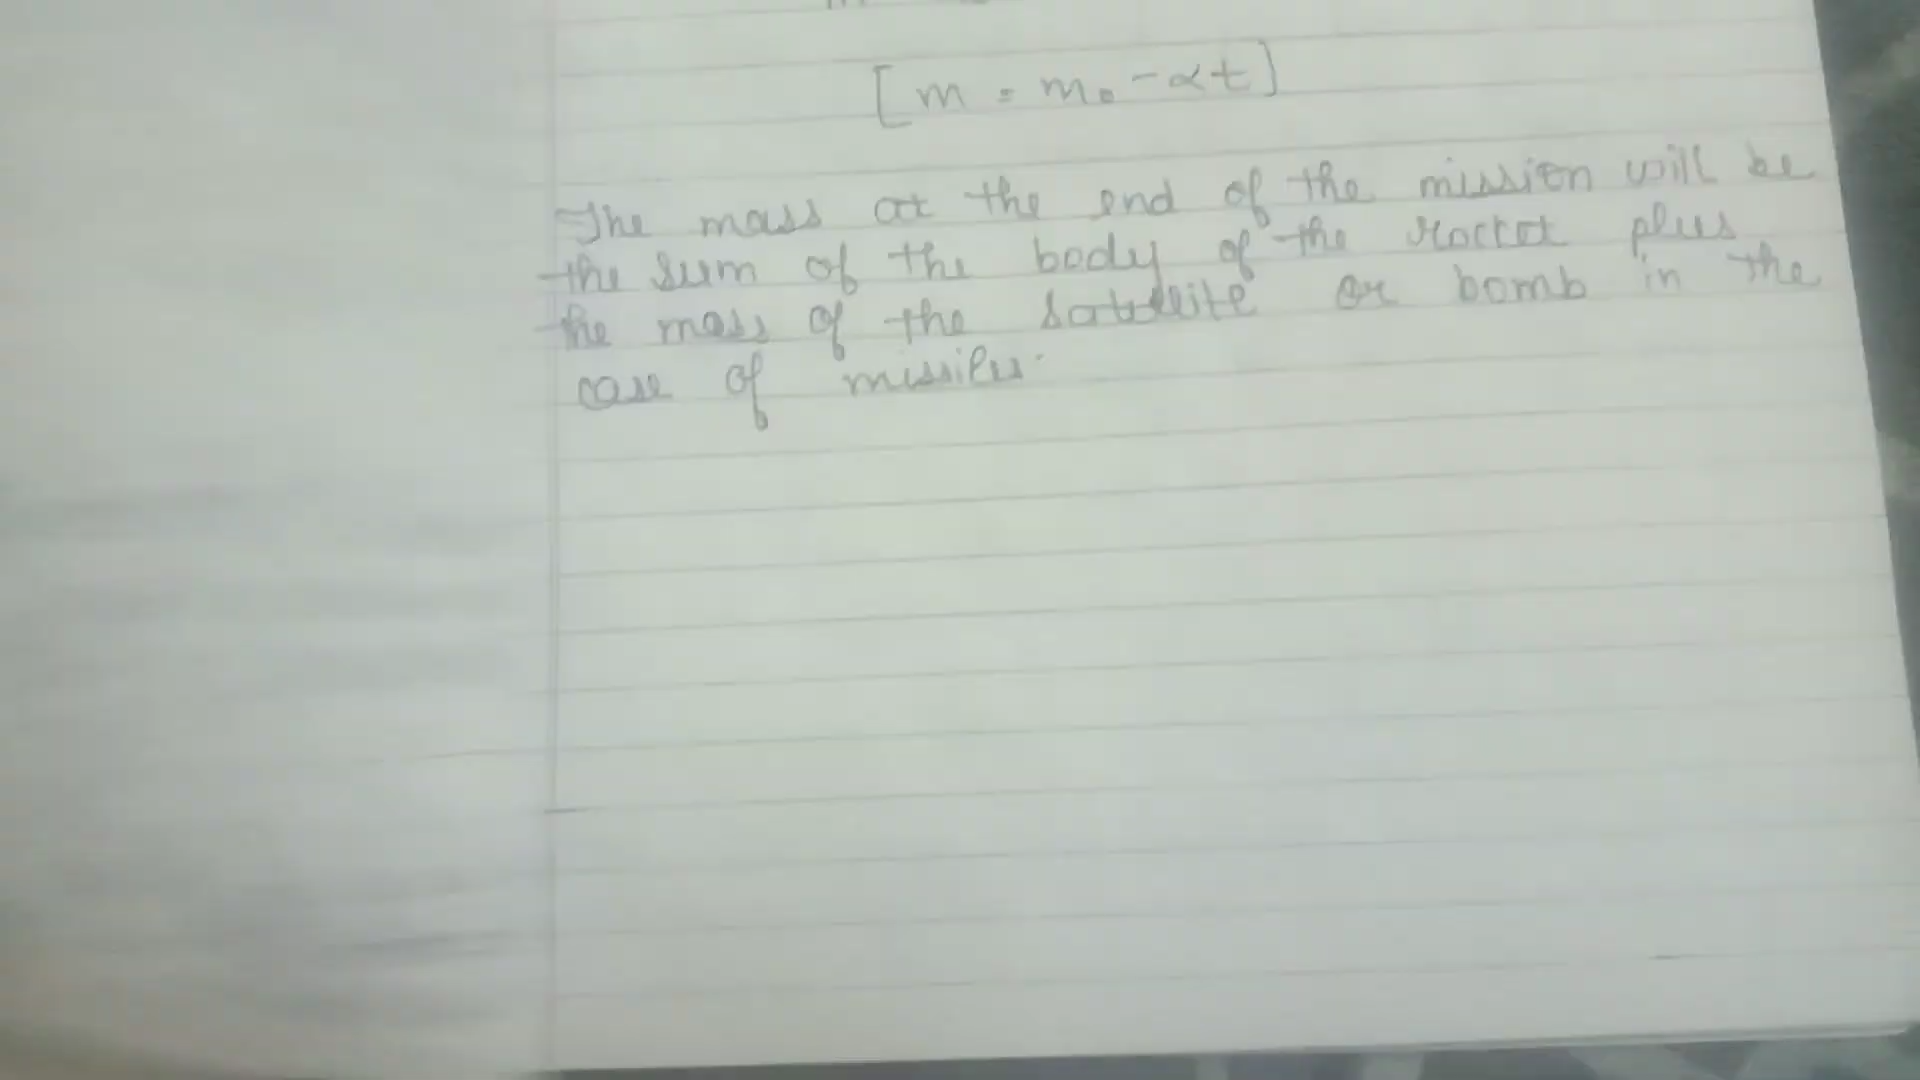 [m = m₀ - αt]
The mass at the end of the mission will be
the sum of the body of the rocket plus
the mass of the satellite or bomb in the
case of missiles.